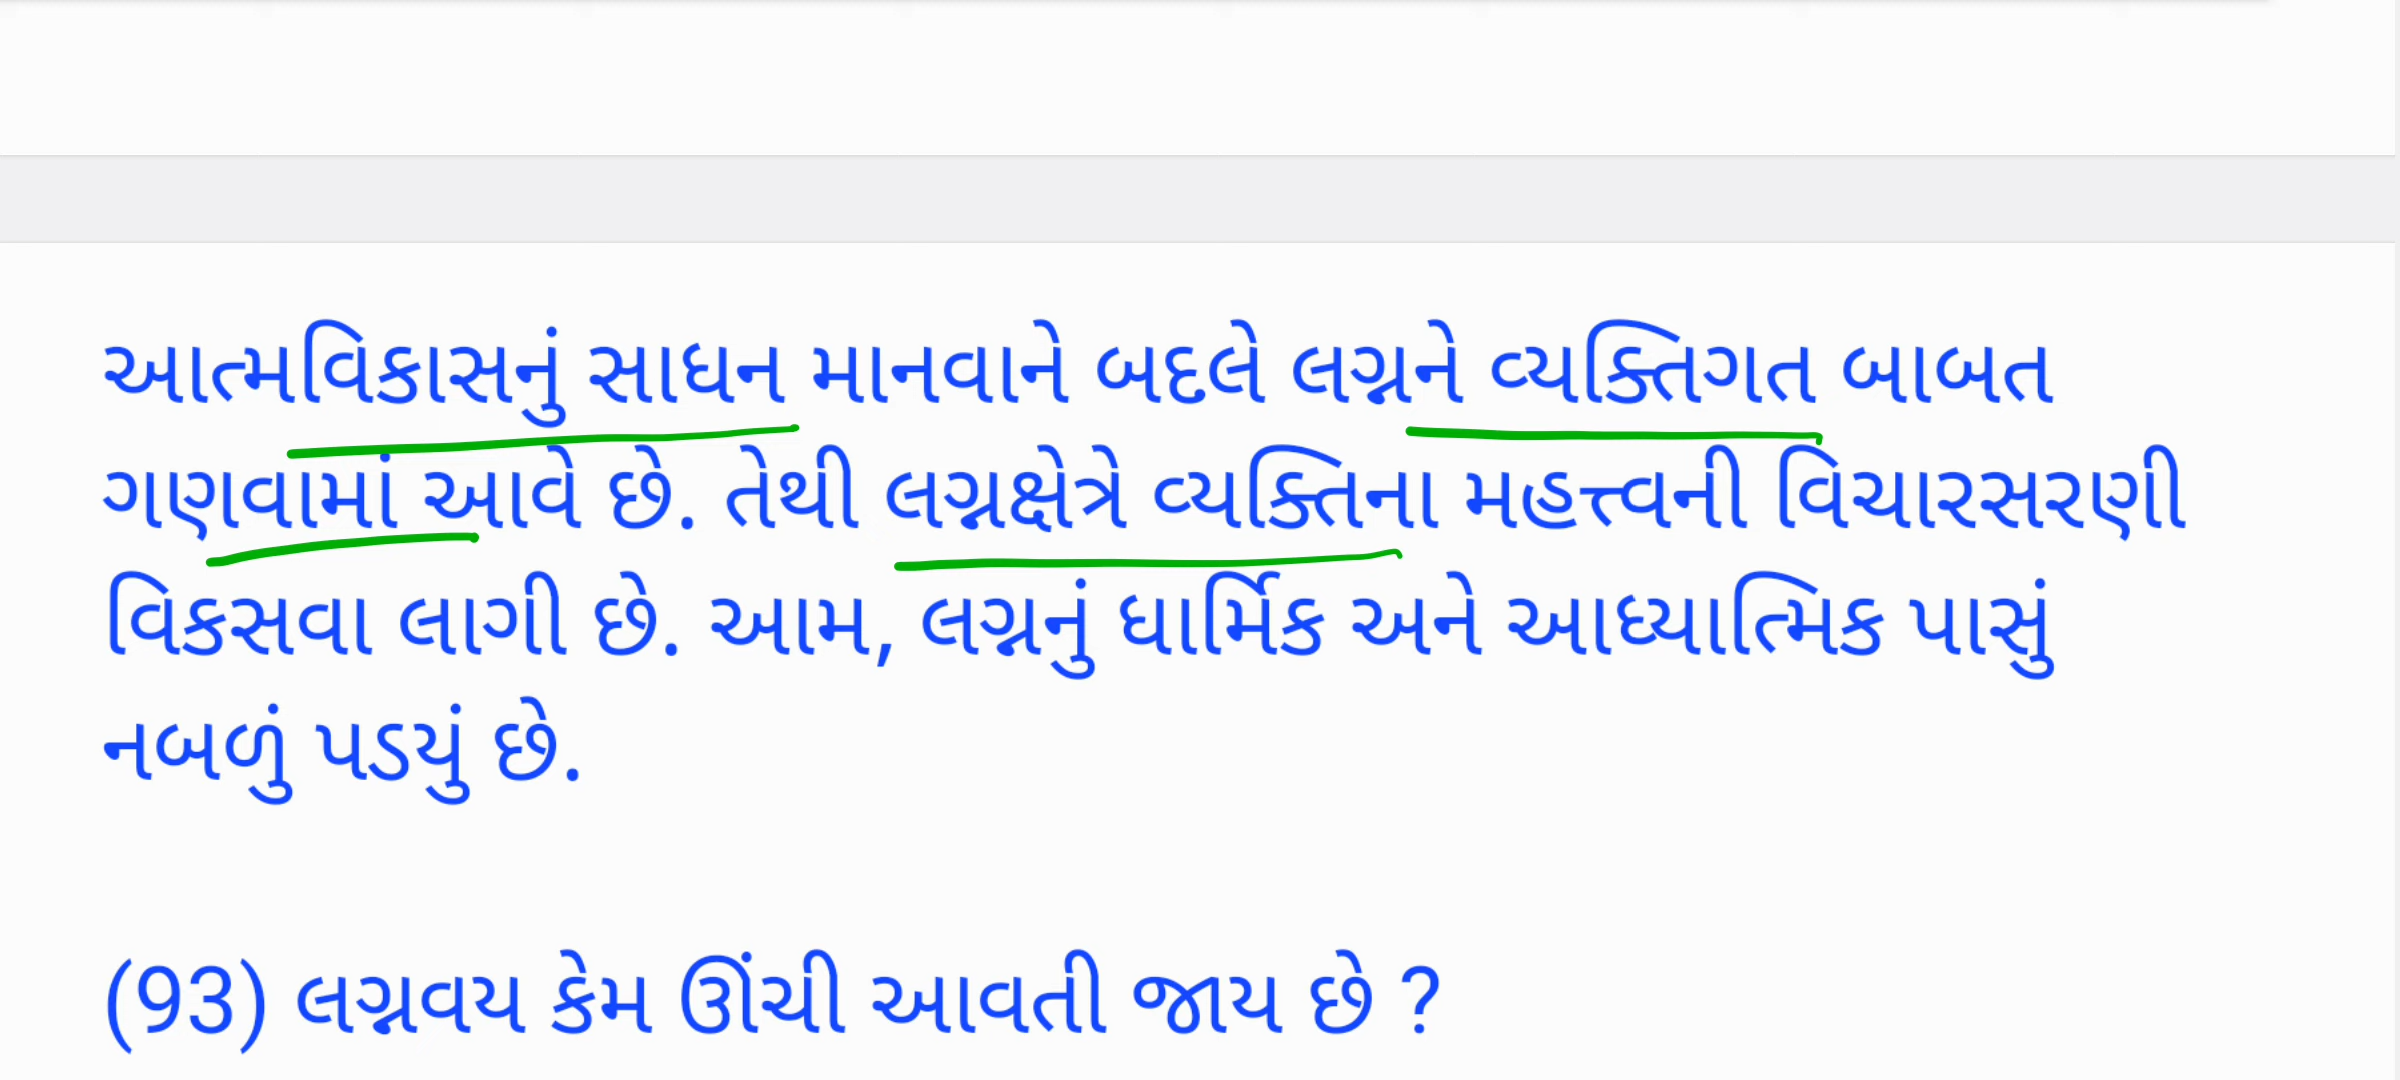 આત્મવિકાસનું સાધન માનવાને બદલે લગ્નને વ્યક્તિગત બાબત
ગણવામાં આવે છે. તેથી લગ્નક્ષેત્રે વ્યક્તિના મહત્ત્વની વિચારસરણી
વિકસવા લાગી છે. આમ, લગ્નનું ધાર્મિક અને આધ્યાત્મિક પાસું
નબળું પડયું છે.
(93) લગ્નવય કેમ ઊંચી આવતી જાય છે ?